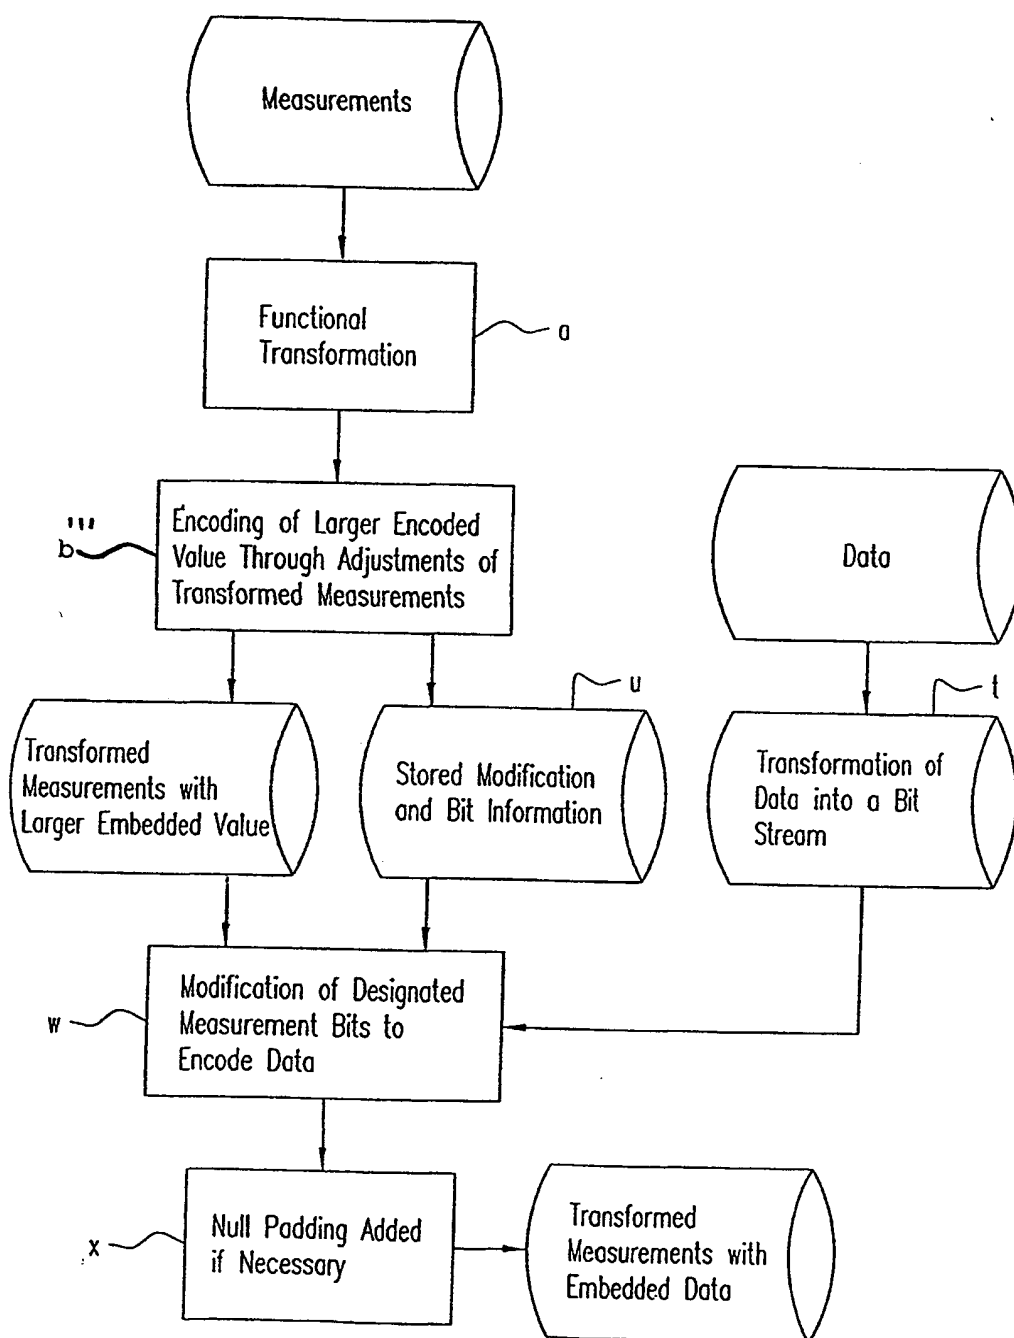 Measurements
Functional
Transformation
a
Encoding of Larger Encoded
Value Through Adjustments of
Transformed Measurements
b'''
Data
Transformed
Measurements with
Larger Embedded Value
u
Stored Modification
and Bit Information
t
Transformation of
Data into a Bit
Stream
Modification of Designated
Measurement Bits to
Encode Data
w
Null Padding Added
if Necessary
x
Transformed
Measurements with
Embedded Data